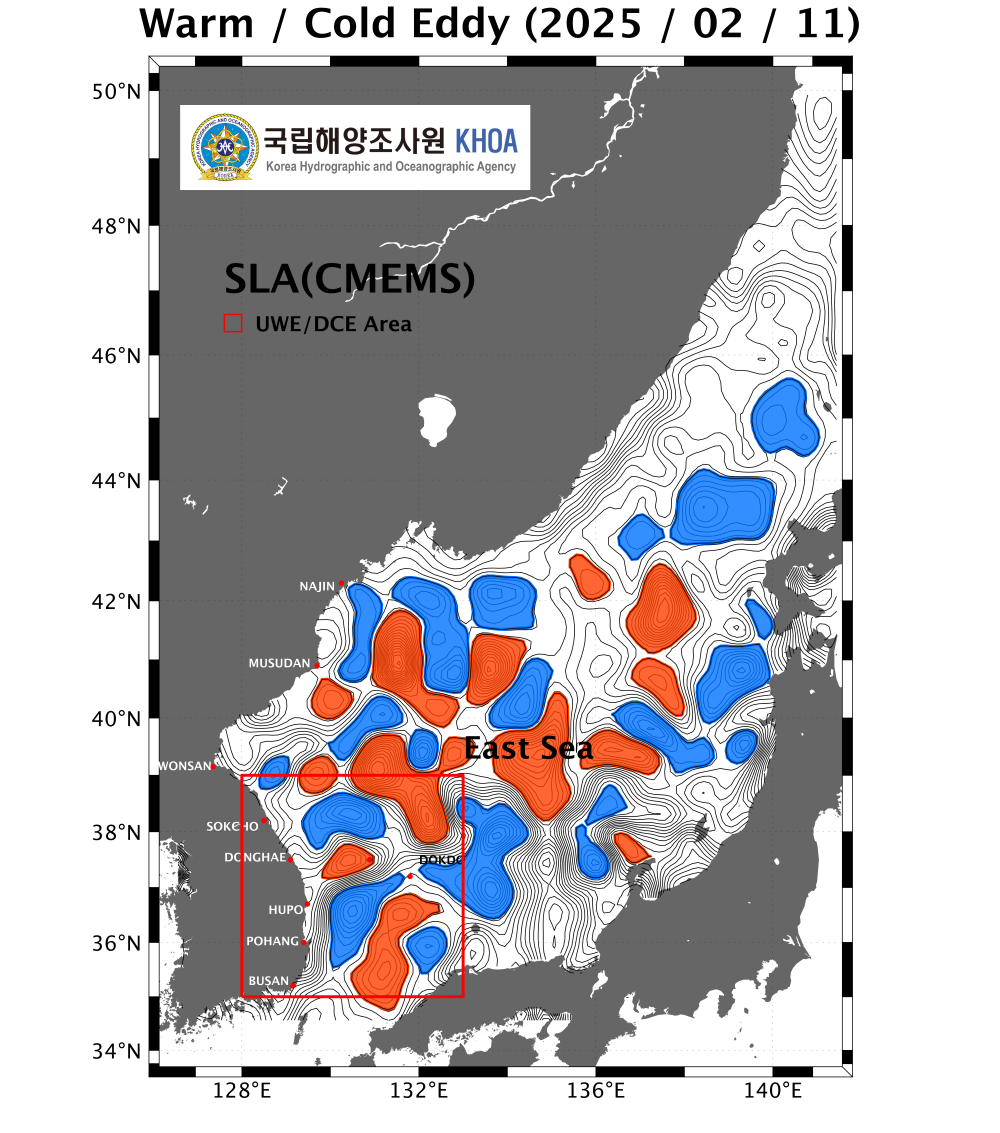 Warm / Cold Eddy (2025 / 02 / 11)
50°N
국립해양조사원 KHOA
Korea Hydrographic and Oceanographic Agency
48°N
SLA(CMEMS)
UWE/DCE Area
46°N
44°N
NAJIN
42°N
MUSUDAN
40°N
East Sea
WONSAN
SOKCHO
38°N
DONGHAE
DOKDO
HUPO
POHANG
36°N
BUSAN
34°N
128°E
132°E
136°E
140°E